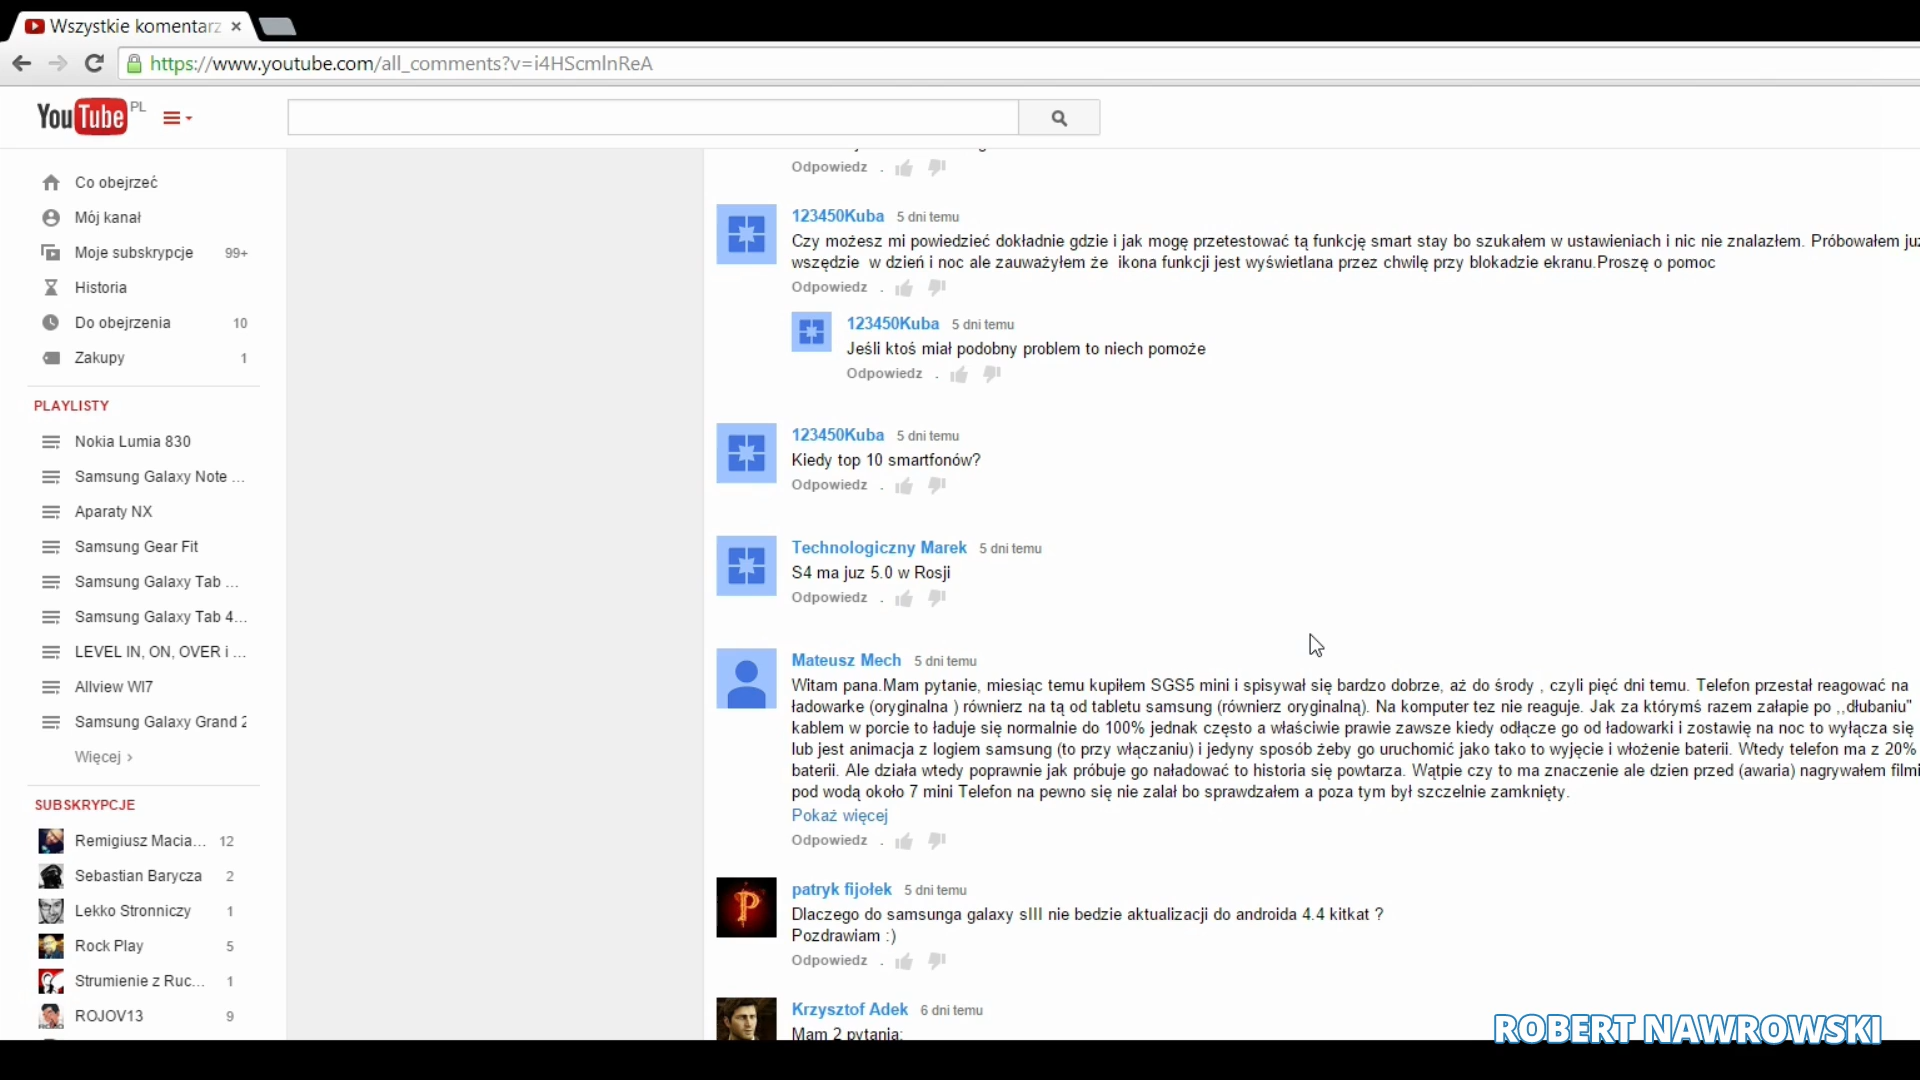 Wszystkie komentarz
https://www.youtube.com/all_comments?v=i4HScmlnReA
YouTube PL
Co obejrzeć
Mój kanał
Moje subskrypcje 99+
Historia
Do obejrzenia 10
Zakupy 1
PLAYLISTY
Nokia Lumia 830
Samsung Galaxy Note ...
Aparaty NX
Samsung Gear Fit
Samsung Galaxy Tab ...
Samsung Galaxy Tab 4...
LEVEL IN, ON, OVER i ...
Allview WI7
Samsung Galaxy Grand 2
Więcej ›
SUBSKRYPCJE
Remigiusz Macia... 12
Sebastian Barycza 2
Lekko Stronniczy 1
Rock Play 5
Strumienie z Ruc... 1
ROJOV13 9
Odpowiedz .
123450Kuba 5 dni temu
Czy możesz mi powiedzieć dokładnie gdzie i jak mogę przetestować tą funkcję smart stay bo szukałem w ustawieniach i nic nie znalazłem. Próbowałem już
wszędzie w dzień i noc ale zauważyłem że ikona funkcji jest wyświetlana przez chwilę przy blokadzie ekranu.Proszę o pomoc
Odpowiedz .
123450Kuba 5 dni temu
Jeśli ktoś miał podobny problem to niech pomoże
Odpowiedz .
123450Kuba 5 dni temu
Kiedy top 10 smartfonów?
Odpowiedz .
Technologiczny Marek 5 dni temu
S4 ma juz 5.0 w Rosji
Odpowiedz .
Mateusz Mech 5 dni temu
Witam pana.Mam pytanie, miesiąc temu kupiłem SGS5 mini i spisywał się bardzo dobrze, aż do środy , czyli pięć dni temu. Telefon przestał reagować na
ładowarke (oryginalna ) równierz na tą od tabletu samsung (równierz oryginalną). Na komputer tez nie reaguje. Jak za którymś razem załapie po ,,dłubaniu"
kablem w porcie to ładuje się normalnie do 100% jednak często a właściwie prawie zawsze kiedy odłącze go od ładowarki i zostawię na noc to wyłącza się
lub jest animacja z logiem samsung (to przy włączaniu) i jedyny sposób żeby go uruchomić jako tako to wyjęcie i włożenie baterii. Wtedy telefon ma z 20%
baterii. Ale działa wtedy poprawnie jak próbuje go naładować to historia się powtarza. Wątpie czy to ma znaczenie ale dzien przed (awaria) nagrywałem filmi
pod wodą około 7 mini Telefon na pewno się nie zalał bo sprawdzałem a poza tym był szczelnie zamknięty.
Pokaż więcej
Odpowiedz .
patryk fijołek 5 dni temu
Dlaczego do samsunga galaxy sIII nie bedzie aktualizacji do androida 4.4 kitkat ?
Pozdrawiam :)
Odpowiedz .
Krzysztof Adek 6 dni temu
Mam 2 pytania:
ROBERT NAWROWSKI